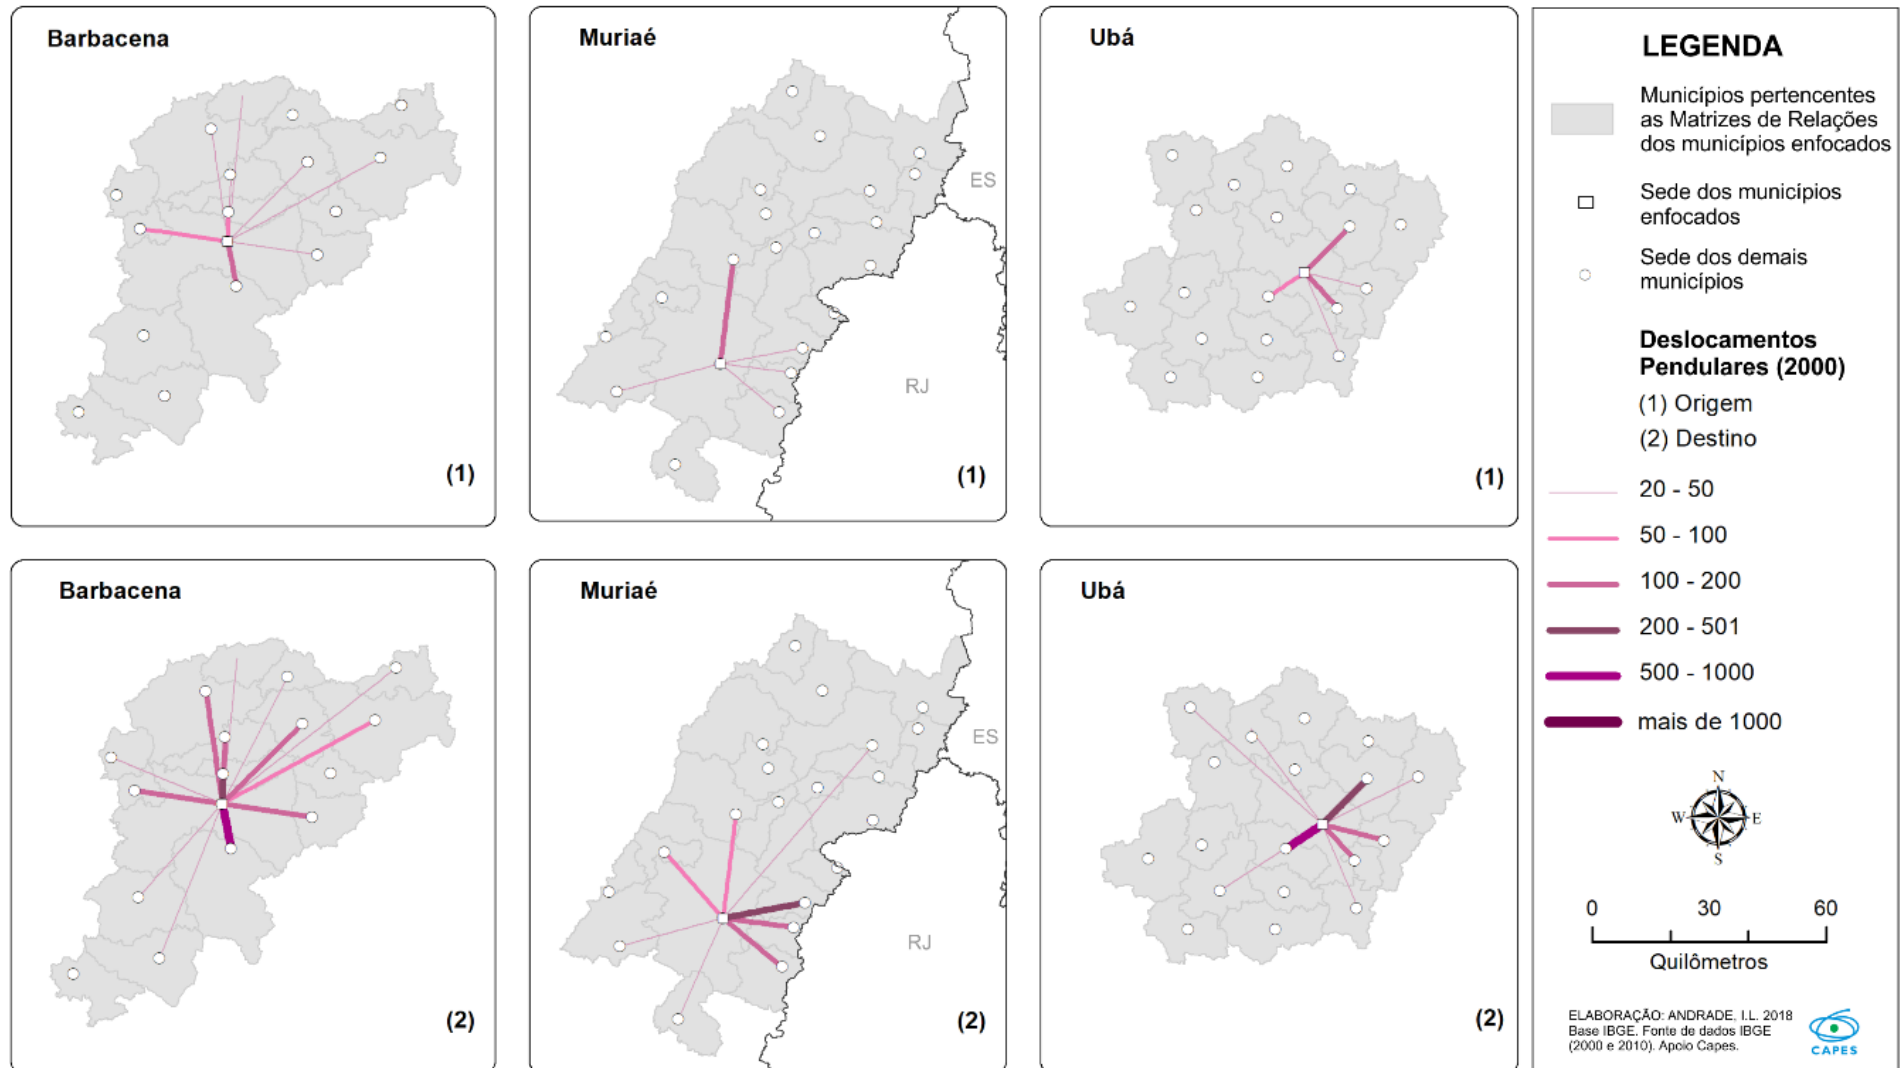 Barbacena
(1)
Muriaé
ES
RJ
(1)
Ubá
(1)
Barbacena
(2)
Muriaé
ES
RJ
(2)
Ubá
(2)
LEGENDA
Municípios pertencentes
as Matrizes de Relações
dos municípios enfocados
Sede dos municípios
enfocados
Sede dos demais
municípios
Deslocamentos
Pendulares (2000)
(1) Origem
(2) Destino
20 - 50
50 - 100
100 - 200
200 - 501
500 - 1000
mais de 1000
N
W E
S
0 30 60
Quilômetros
ELABORAÇÃO: ANDRADE, I.L. 2018
Base IBGE. Fonte de dados IBGE
(2000 e 2010). Apoio Capes.
CAPES